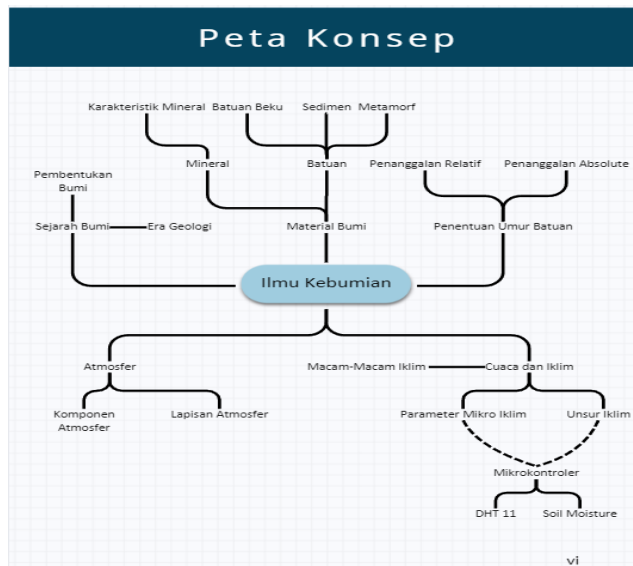 Peta Konsep
Karakteristik Mineral
Batuan Beku
Sedimen
Metamorf
Mineral
Batuan
Penanggalan Relatif
Penanggalan Absolute
Pembentukan
Bumi
Sejarah Bumi
Era Geologi
Material Bumi
Penentuan Umur Batuan
Ilmu Kebumian
Atmosfer
Macam-Macam Iklim
Cuaca dan Iklim
Komponen
Atmosfer
Lapisan Atmosfer
Parameter Mikro Iklim
Unsur Iklim
Mikrokontroler
DHT 11
Soil Moisture
vi